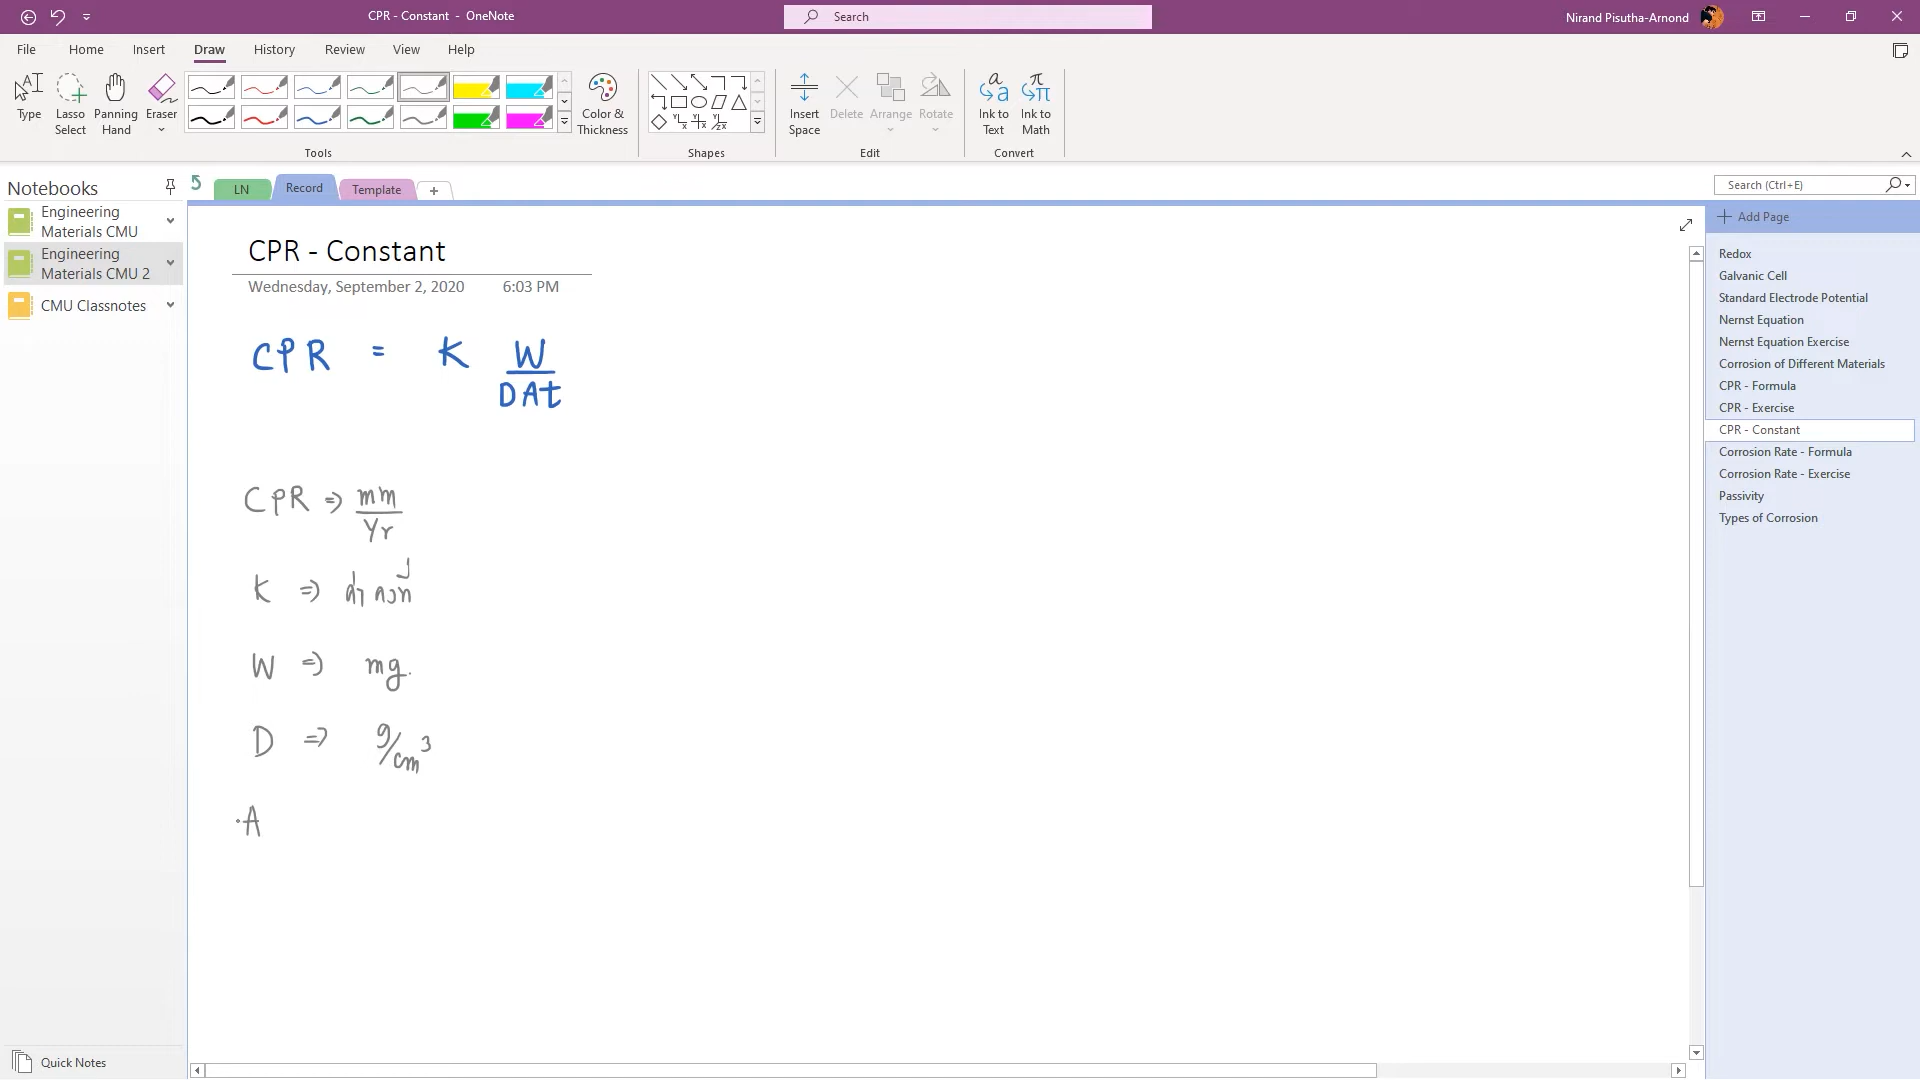 CPR - Constant - OneNote
Search
Nirand Pisutha-Arnond
File Home Insert Draw History Review View Help
Type
Lasso Select
Panning Hand
Eraser
Color & Thickness
Insert Space
Delete
Arrange
Rotate
Ink to Text
Ink to Math
Tools Shapes Edit Convert
Notebooks
Engineering Materials CMU
Engineering Materials CMU 2
CMU Classnotes
Quick Notes
LN Record Template
Search (Ctrl+E)
CPR - Constant
Wednesday, September 2, 2020 6:03 PM
CPR = K W / DAt
CPR ⇒ mm / Yr
K ⇒ ค่าคงที่
W ⇒ mg.
D ⇒ g/cm³
A
Add Page
Redox
Galvanic Cell
Standard Electrode Potential
Nernst Equation
Nernst Equation Exercise
Corrosion of Different Materials
CPR - Formula
CPR - Exercise
CPR - Constant
Corrosion Rate - Formula
Corrosion Rate - Exercise
Passivity
Types of Corrosion